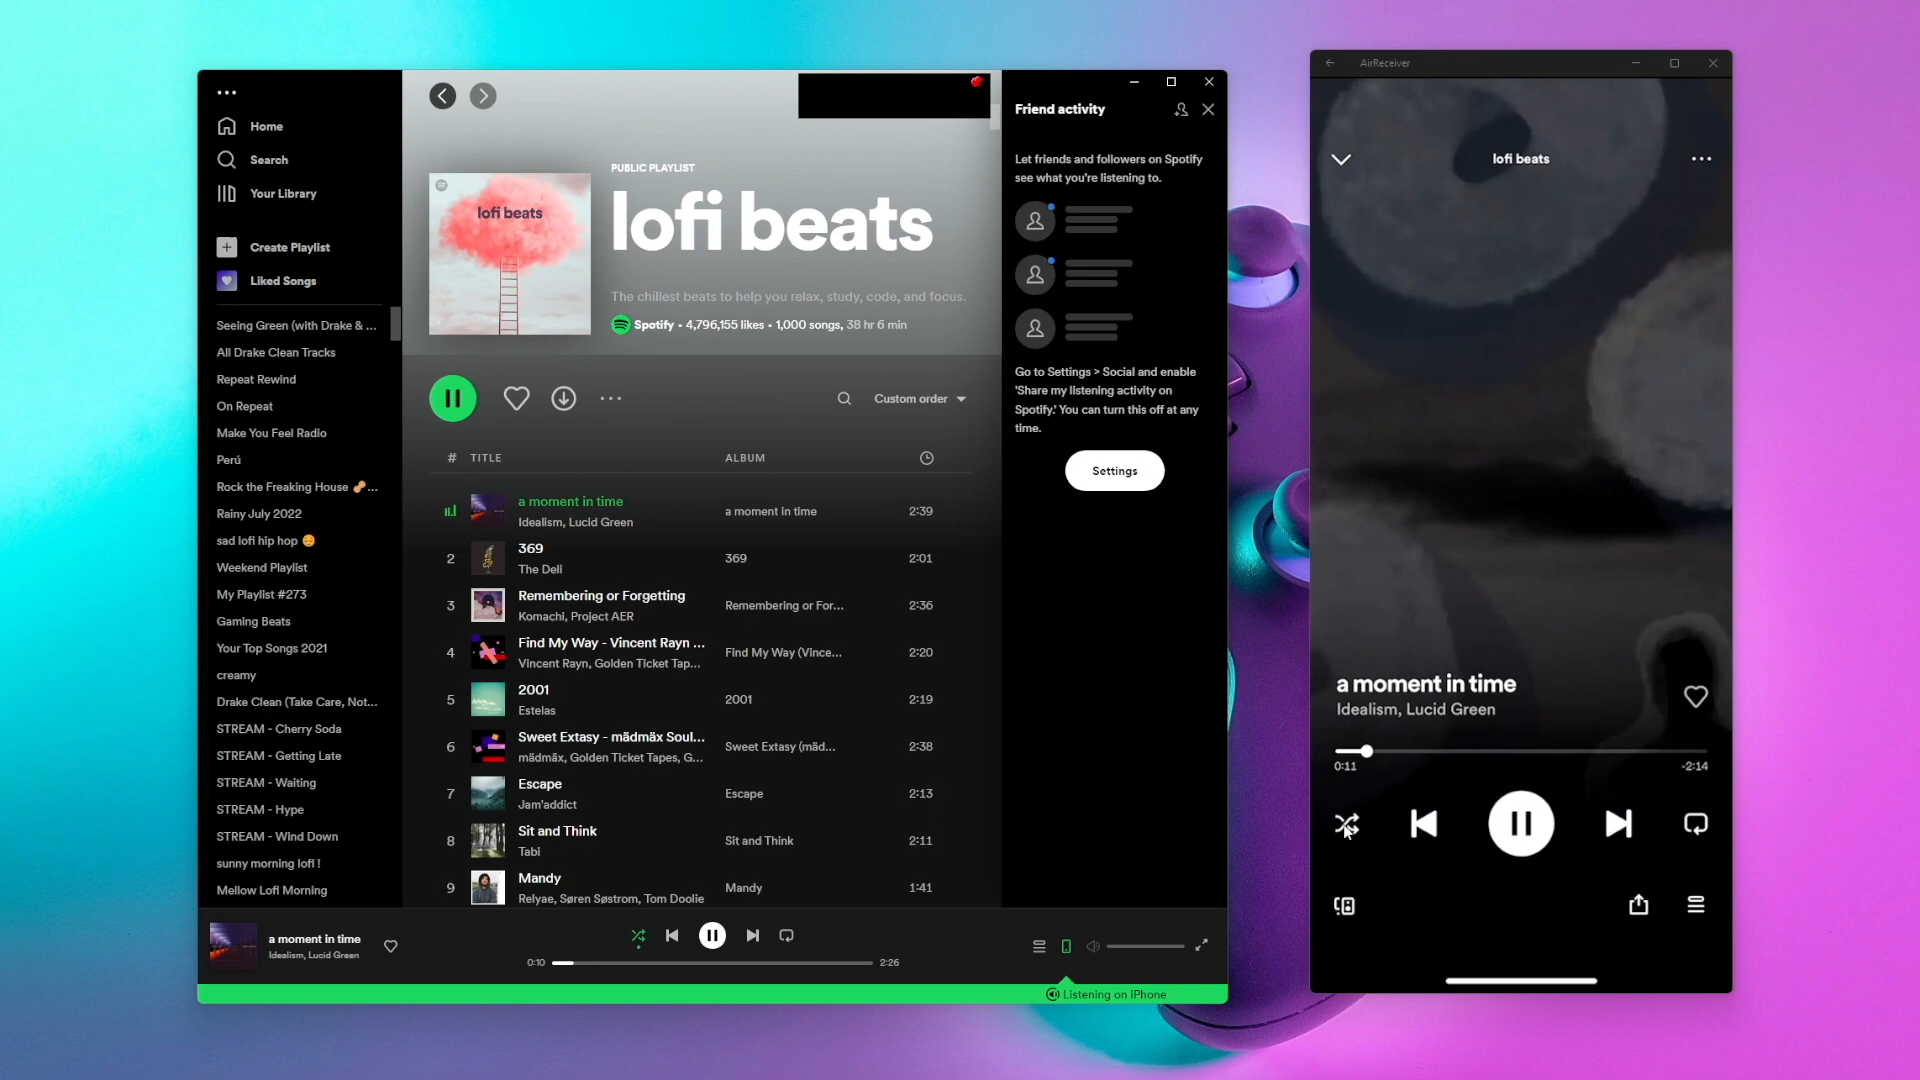 Home
Search
Your Library
Create Playlist
Liked Songs
Seeing Green (with Drake & ...
All Drake Clean Tracks
Repeat Rewind
On Repeat
Make You Feel Radio
Perú
Rock the Freaking House 🥜...
Rainy July 2022
sad lofi hip hop 😔
Weekend Playlist
My Playlist #273
Gaming Beats
Your Top Songs 2021
creamy
Drake Clean (Take Care, Not...
STREAM - Cherry Soda
STREAM - Getting Late
STREAM - Waiting
STREAM - Hype
STREAM - Wind Down
sunny morning lofi !
Mellow Lofi Morning
lofi beats
PUBLIC PLAYLIST
lofi beats
The chillest beats to help you relax, study, code, and focus.
Spotify • 4,796,155 likes • 1,000 songs, 38 hr 6 min
Custom order
# TITLE ALBUM
a moment in time
Idealism, Lucid Green
a moment in time
2:39
2
369
The Deli
369
2:01
3
Remembering or Forgetting
Komachi, Project AER
Remembering or For...
2:36
4
Find My Way - Vincent Rayn ...
Vincent Rayn, Golden Ticket Tap...
Find My Way (Vince...
2:20
5
2001
Estelas
2001
2:19
6
Sweet Extasy - mädmäx Soul...
mädmäx, Golden Ticket Tapes, G...
Sweet Extasy (mäd...
2:38
7
Escape
Jam'addict
Escape
2:13
8
Sit and Think
Tabi
Sit and Think
2:11
9
Mandy
Relyae, Søren Søstrom, Tom Doolie
Mandy
1:41
Friend activity
Let friends and followers on Spotify
see what you're listening to.
Go to Settings > Social and enable
'Share my listening activity on
Spotify.' You can turn this off at any
time.
Settings
a moment in time
Idealism, Lucid Green
0:10
2:26
Listening on iPhone
AirReceiver
lofi beats
a moment in time
Idealism, Lucid Green
0:11
-2:14